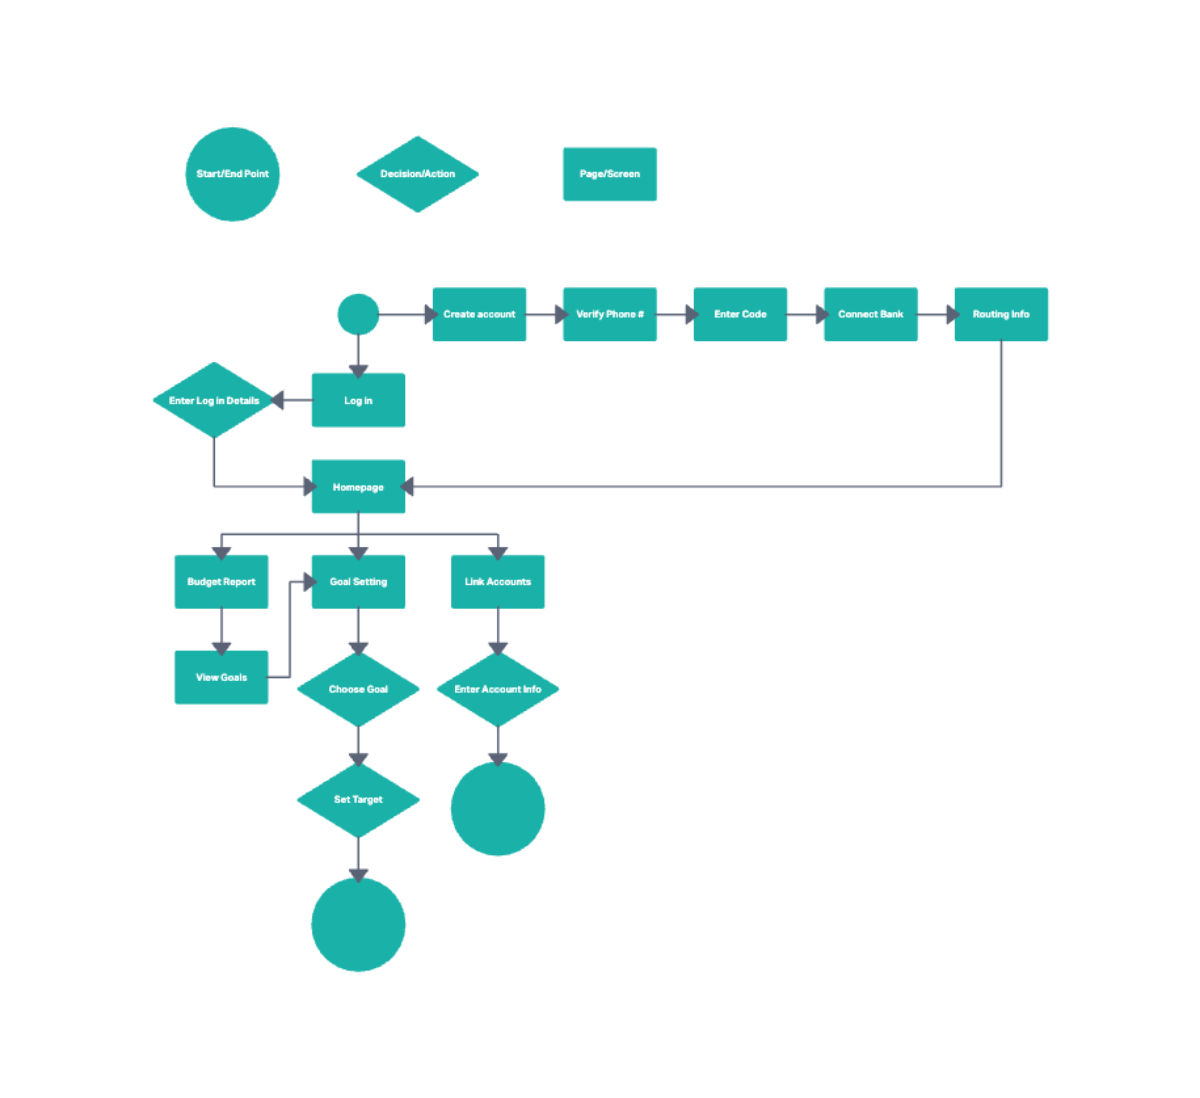 Start/End Point
Decision/Action
Page/Screen
Create account
Verify Phone #
Enter Code
Connect Bank
Routing Info
Enter Log in Details
Log in
Homepage
Budget Report
Goal Setting
Link Accounts
View Goals
Choose Goal
Enter Account Info
Set Target